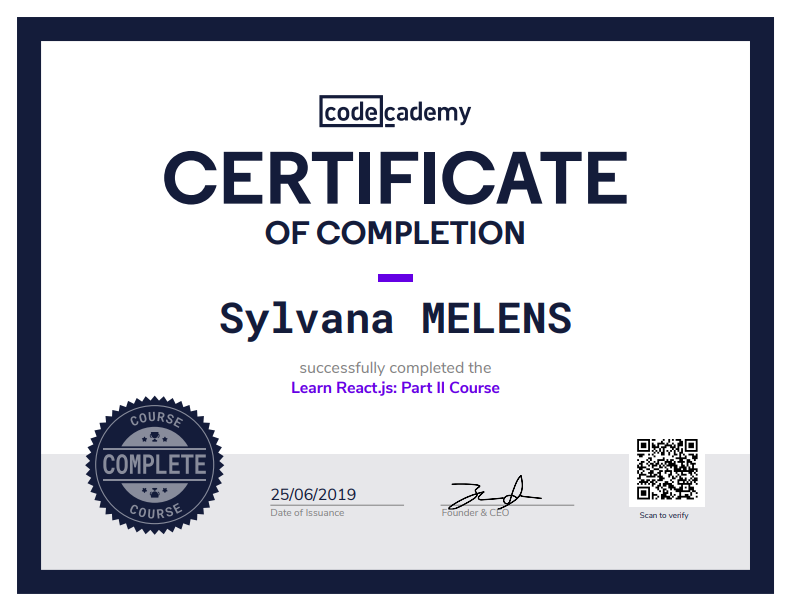 codecademy
CERTIFICATE
OF COMPLETION
Sylvana MELENS
successfully completed the
Learn React.js: Part II Course
COURSE
COMPLETE
COURSE
25/06/2019
Date of Issuance
Founder & CEO
Scan to verify